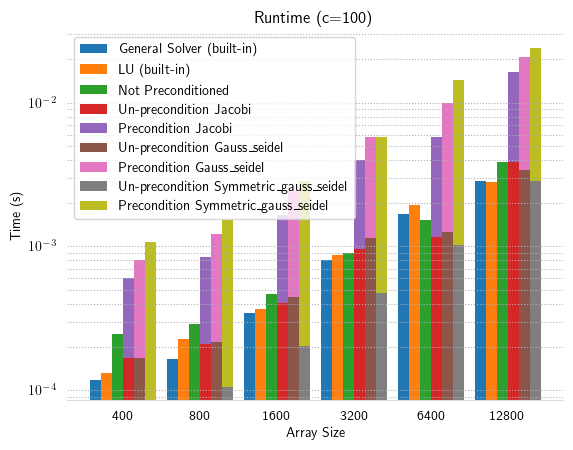 Runtime (c=100)
General Solver (built-in)
LU (built-in)
Not Preconditioned
Un-precondition Jacobi
Precondition Jacobi
Un-precondition Gauss_seidel
Precondition Gauss_seidel
Un-precondition Symmetric_gauss_seidel
Precondition Symmetric_gauss_seidel
Time (s)
10^{-2}
10^{-3}
10^{-4}
400 800 1600 3200 6400 12800
Array Size